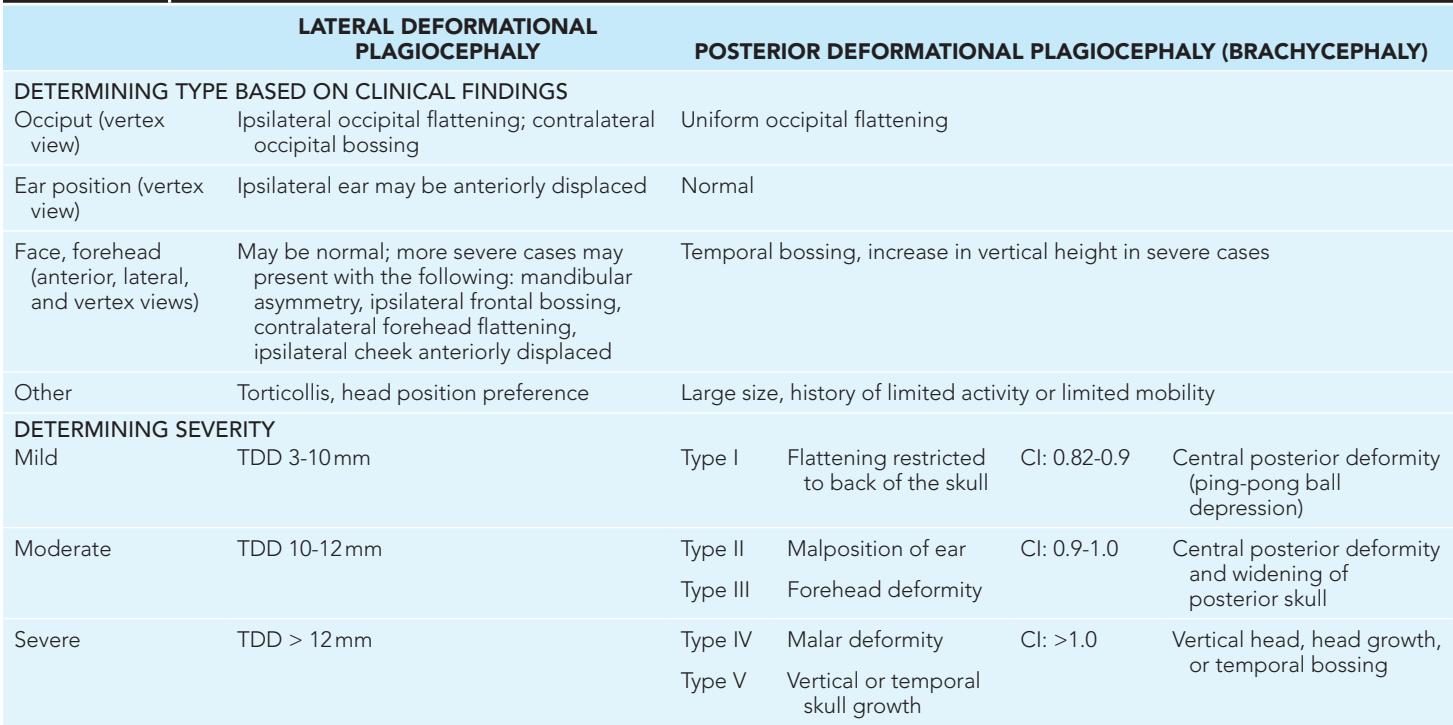 LATERAL DEFORMATIONAL
PLAGIOCEPHALY
POSTERIOR DEFORMATIONAL PLAGIOCEPHALY (BRACHYCEPHALY)
DETERMINING TYPE BASED ON CLINICAL FINDINGS
Occiput (vertex
view)
Ipsilateral occipital flattening; contralateral
occipital bossing
Uniform occipital flattening
Ear position (vertex
view)
Ipsilateral ear may be anteriorly displaced
Normal
Face, forehead
(anterior, lateral,
and vertex views)
May be normal; more severe cases may
present with the following: mandibular
asymmetry, ipsilateral frontal bossing,
contralateral forehead flattening,
ipsilateral cheek anteriorly displaced
Temporal bossing, increase in vertical height in severe cases
Other
Torticollis, head position preference
Large size, history of limited activity or limited mobility
DETERMINING SEVERITY
Mild
TDD 3-10 mm
Type I
Flattening restricted
to back of the skull
CI: 0.82-0.9
Central posterior deformity
(ping-pong ball
depression)
Moderate
TDD 10-12 mm
Type II
Malposition of ear
CI: 0.9-1.0
Central posterior deformity
and widening of
posterior skull
Type III
Forehead deformity
Severe
TDD > 12 mm
Type IV
Malar deformity
CI: >1.0
Vertical head, head growth,
or temporal bossing
Type V
Vertical or temporal
skull growth